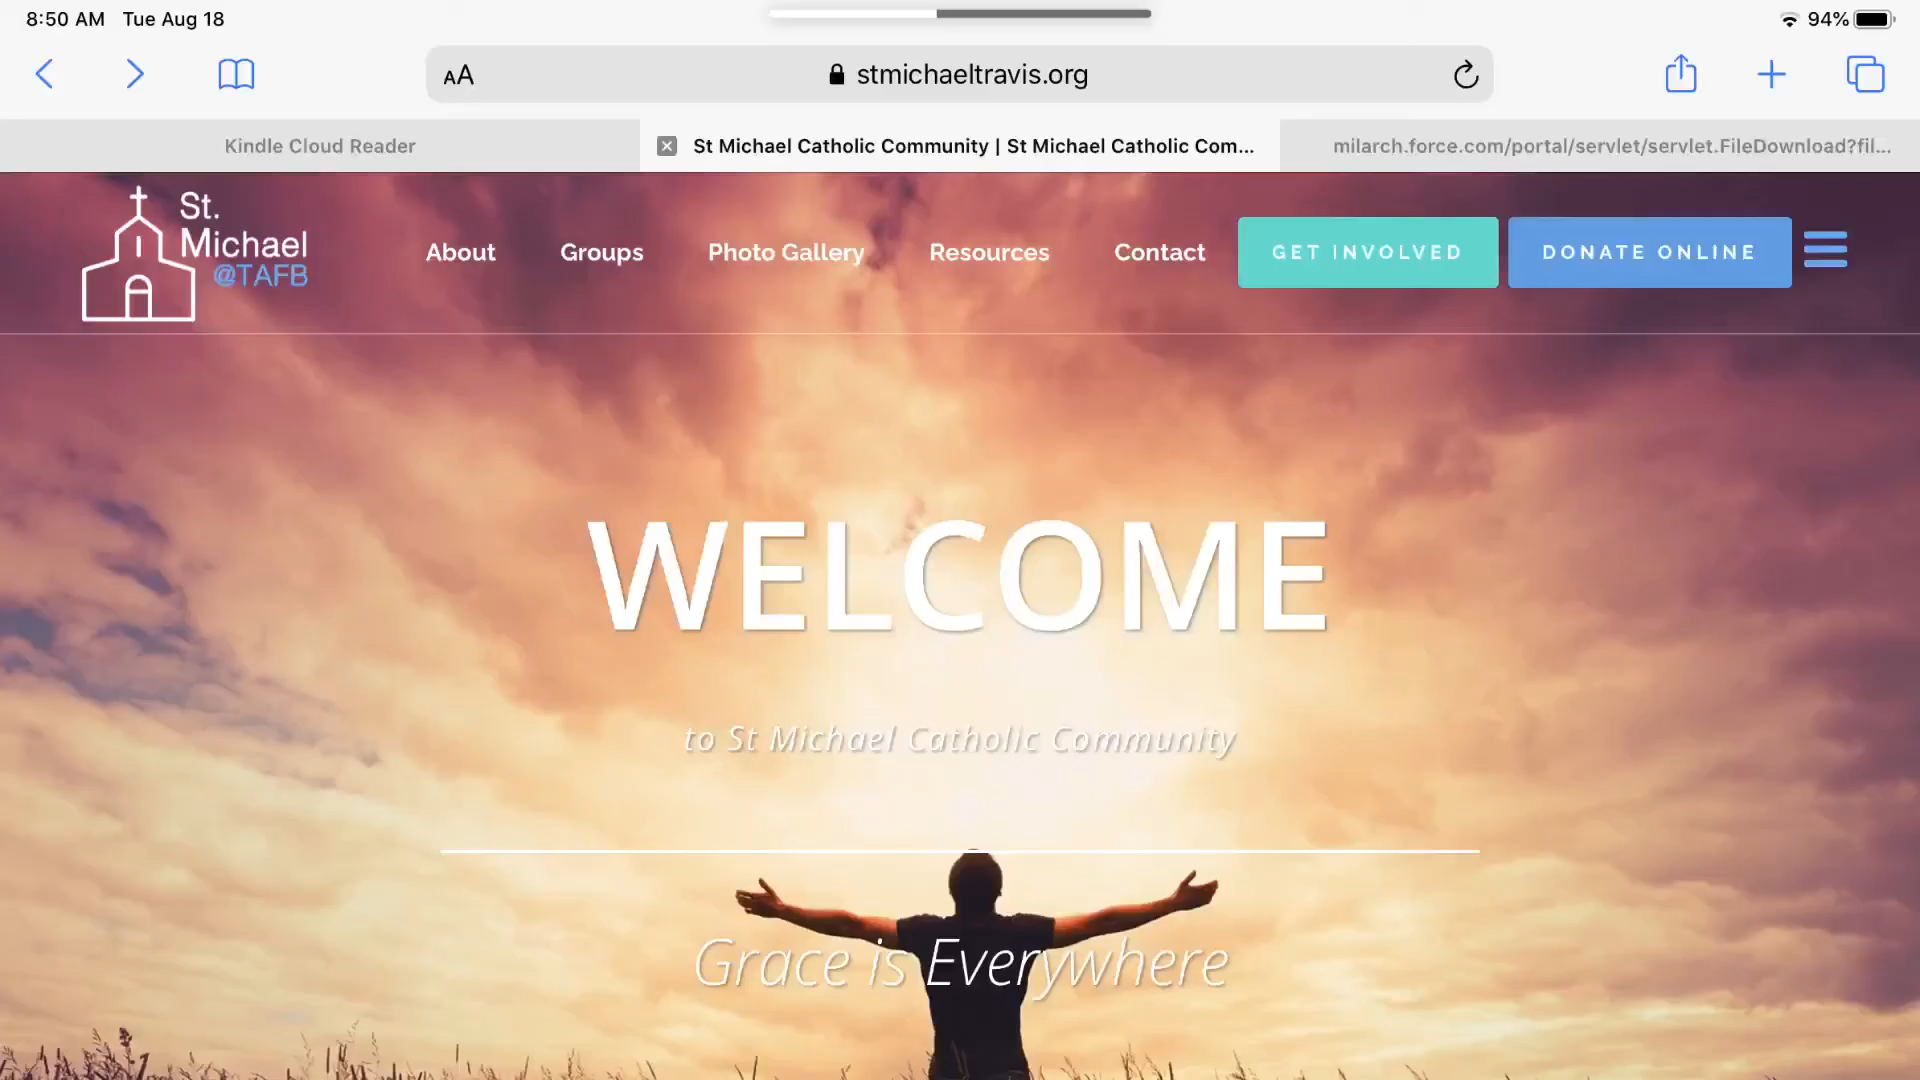 8:50 AM Tue Aug 18
94%
AA
stmichaeltravis.org
Kindle Cloud Reader
St Michael Catholic Community | St Michael Catholic Com...
milarch.force.com/portal/servlet/servlet.FileDownload?fil...
St.
Michael
@TAFB
About
Groups
Photo Gallery
Resources
Contact
GET INVOLVED
DONATE ONLINE
WELCOME
to St Michael Catholic Community
Grace is Everywhere